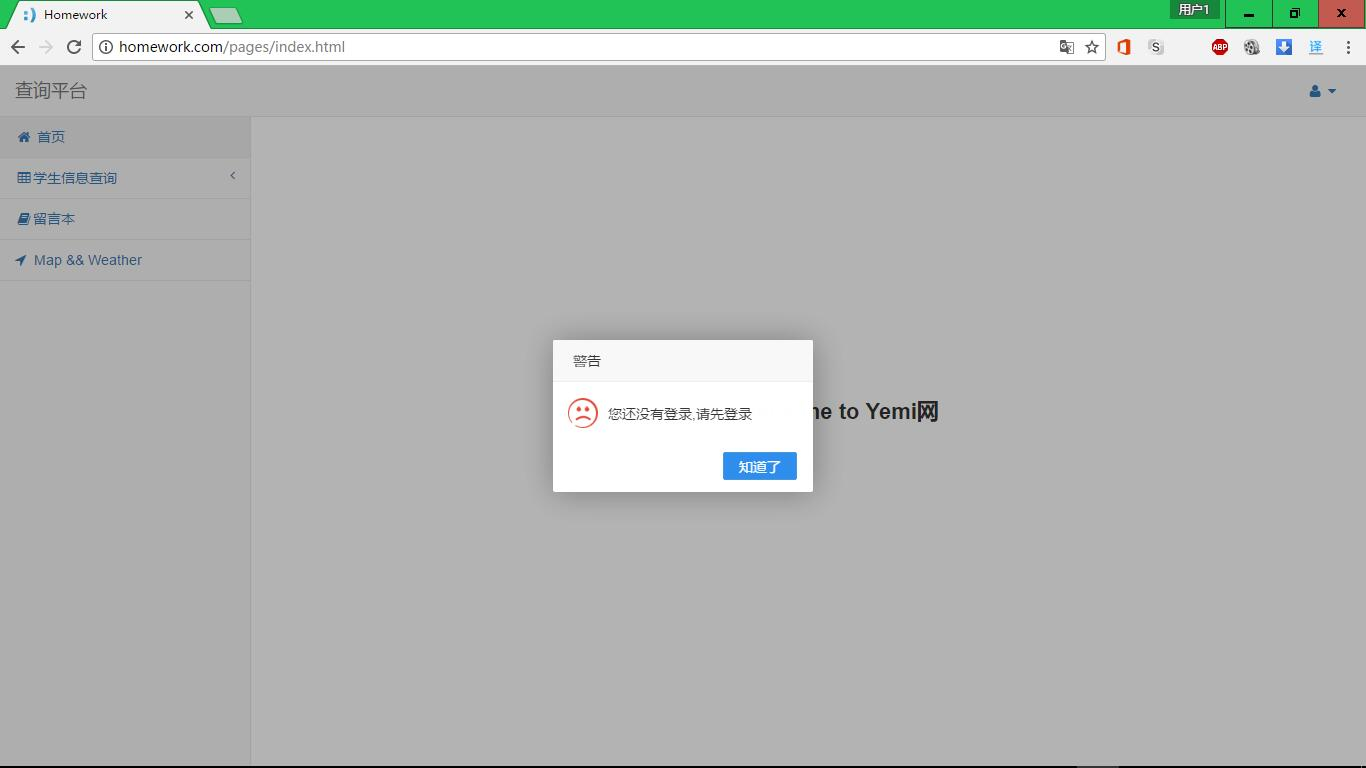 Homework
用户1
homework.com/pages/index.html
S
ABP
译
查询平台
首页
学生信息查询
留言本
Map && Weather
警告
您还没有登录,请先登录
to Yemi网
知道了